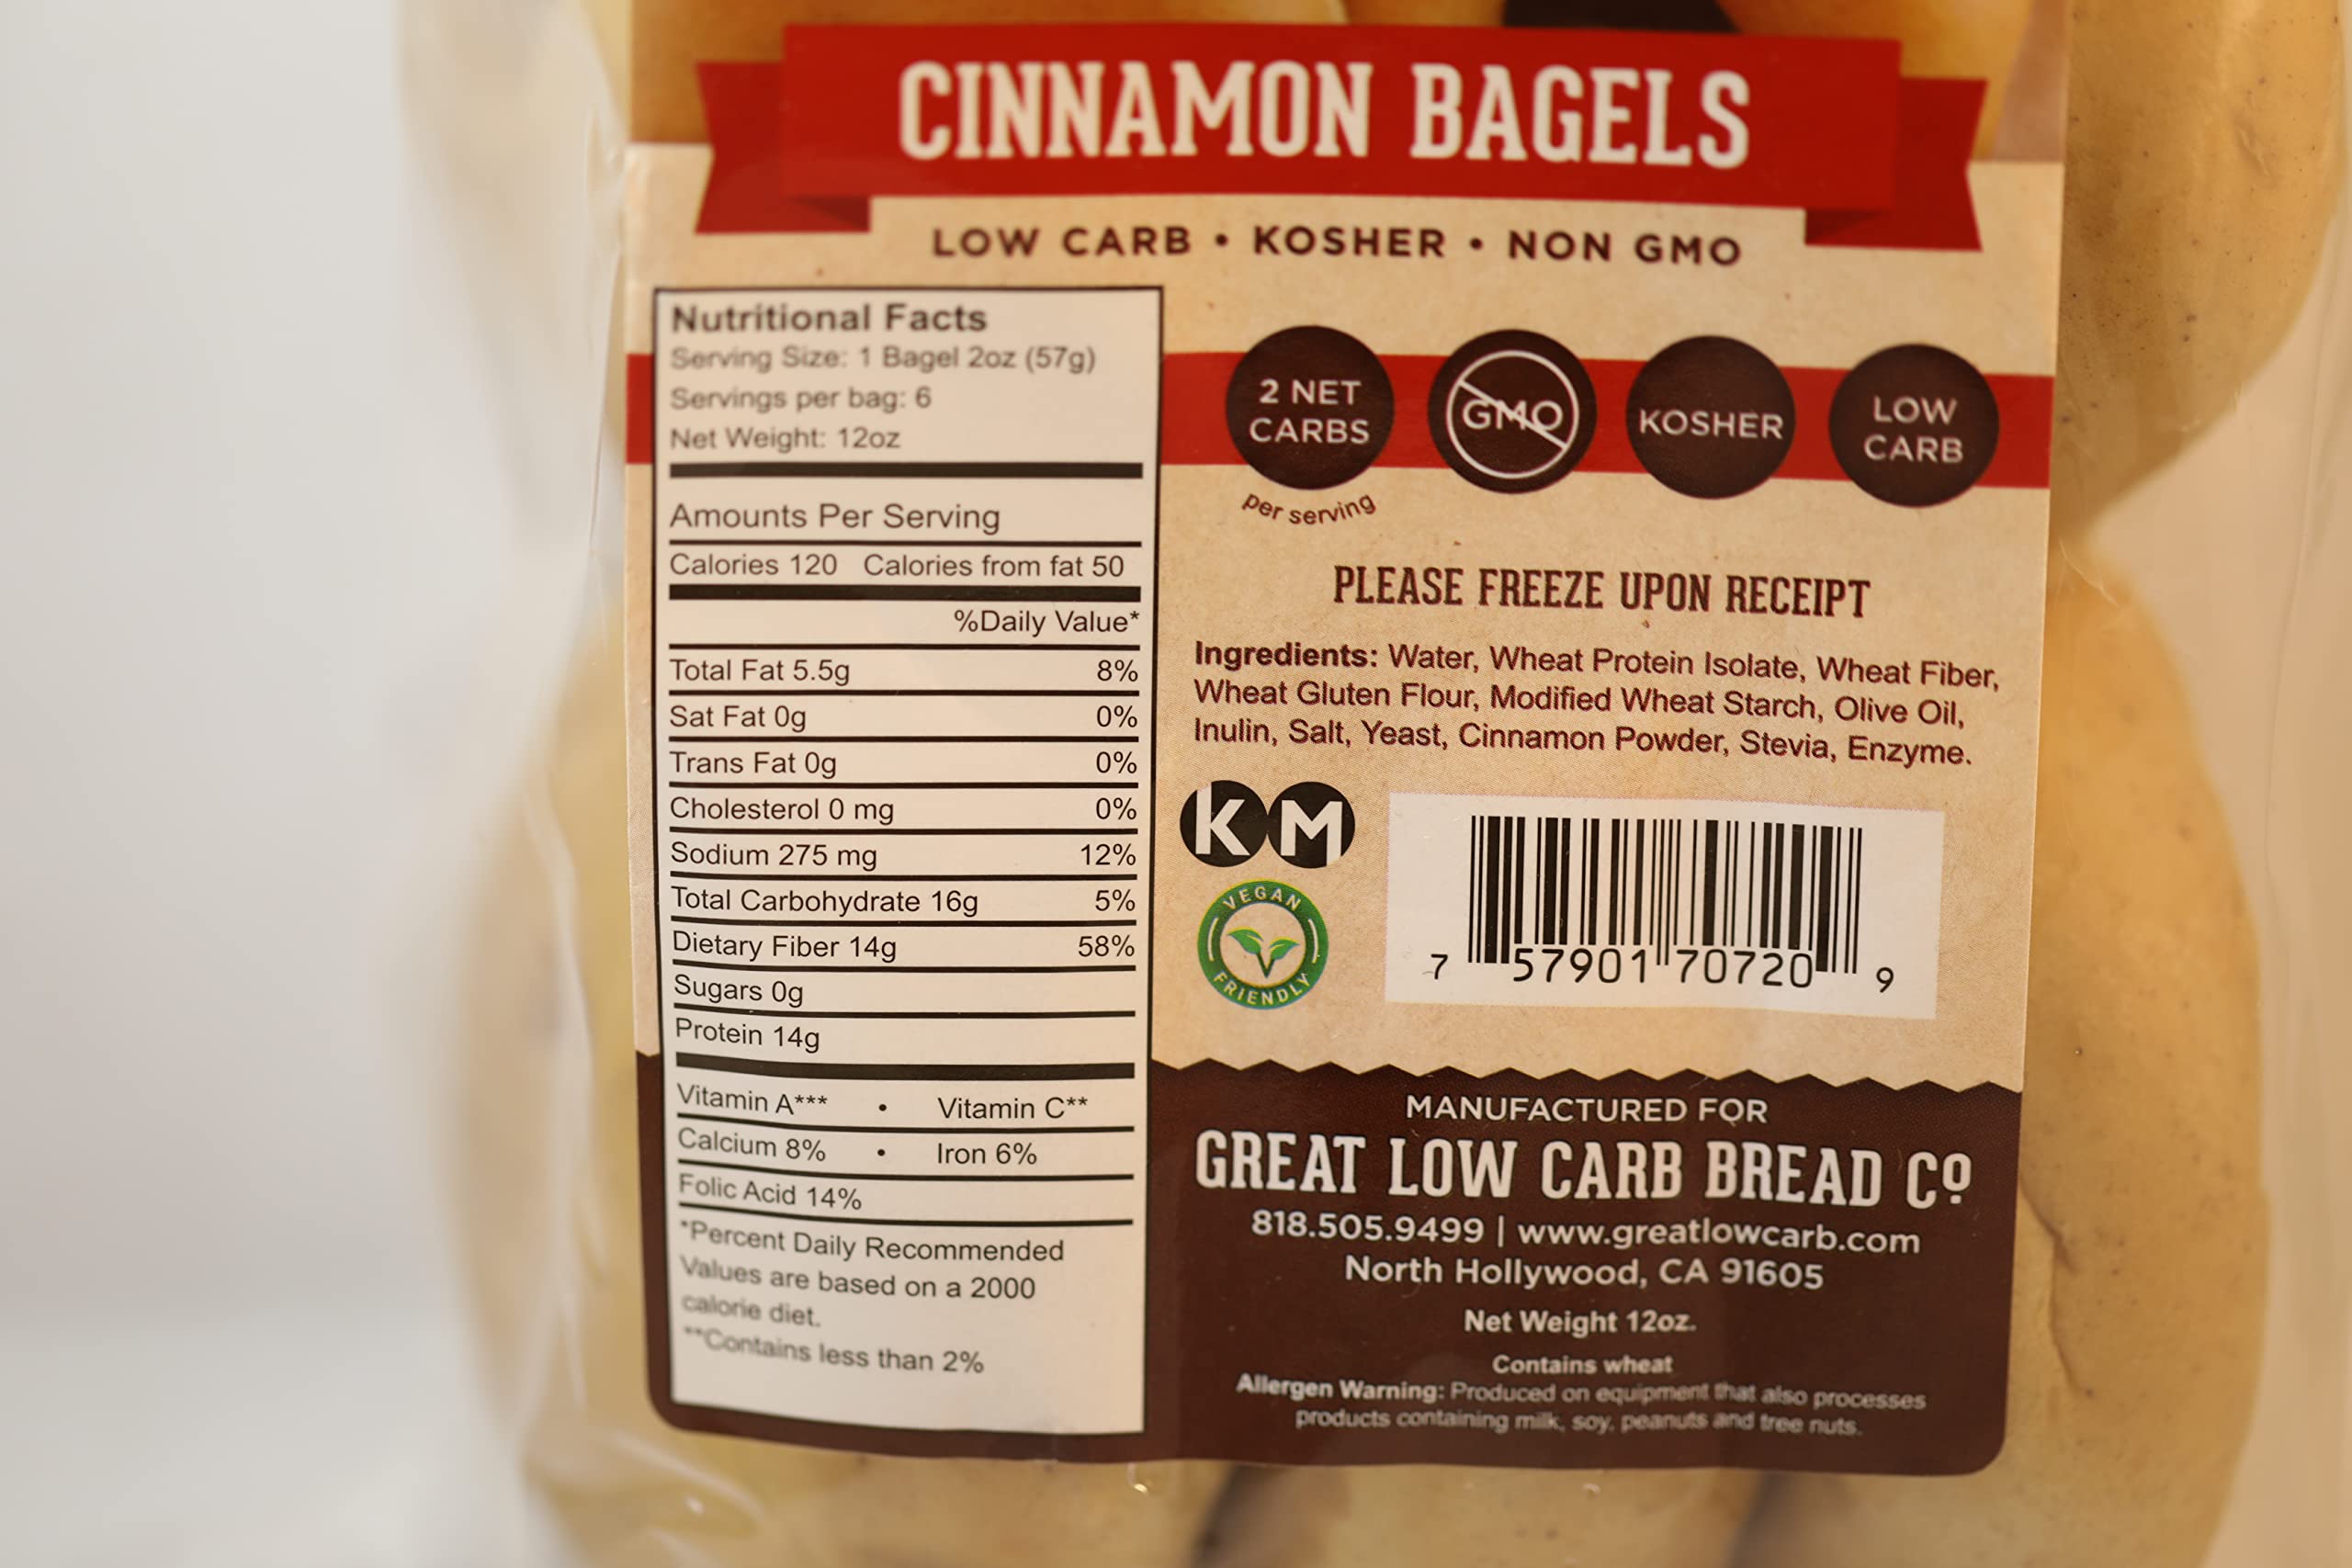 CINNAMON BAGELS
LOW CARB • KOSHER • NON GMO
Nutritional Facts
Serving Size: 1 Bagel 2oz (57g)
Servings per bag: 6
Net Weight: 12oz
Amounts Per Serving
Calories 120 Calories from fat 50
%Daily Value*
Total Fat 5.5g 8%
Sat Fat 0g 0%
Trans Fat 0g 0%
Cholesterol 0 mg 0%
Sodium 275 mg 12%
Total Carbohydrate 16g 5%
Dietary Fiber 14g 58%
Sugars 0g
Protein 14g
Vitamin A*** • Vitamin C**
Calcium 8% • Iron 6%
Folic Acid 14%
*Percent Daily Recommended
Values are based on a 2000
calorie diet.
**Contains less than 2%
2 NET
CARBS
per serving
GMO
KOSHER
LOW
CARB
PLEASE FREEZE UPON RECEIPT
Ingredients: Water, Wheat Protein Isolate, Wheat Fiber,
Wheat Gluten Flour, Modified Wheat Starch, Olive Oil,
Inulin, Salt, Yeast, Cinnamon Powder, Stevia, Enzyme.
KM
VEGAN
FRIENDLY
7 57901 70720 9
MANUFACTURED FOR
GREAT LOW CARB BREAD Cº
818.505.9499 | www.greatlowcarb.com
North Hollywood, CA 91605
Net Weight 12oz.
Contains wheat
Allergen Warning: Produced on equipment that also processes
products containing milk, soy, peanuts and tree nuts.